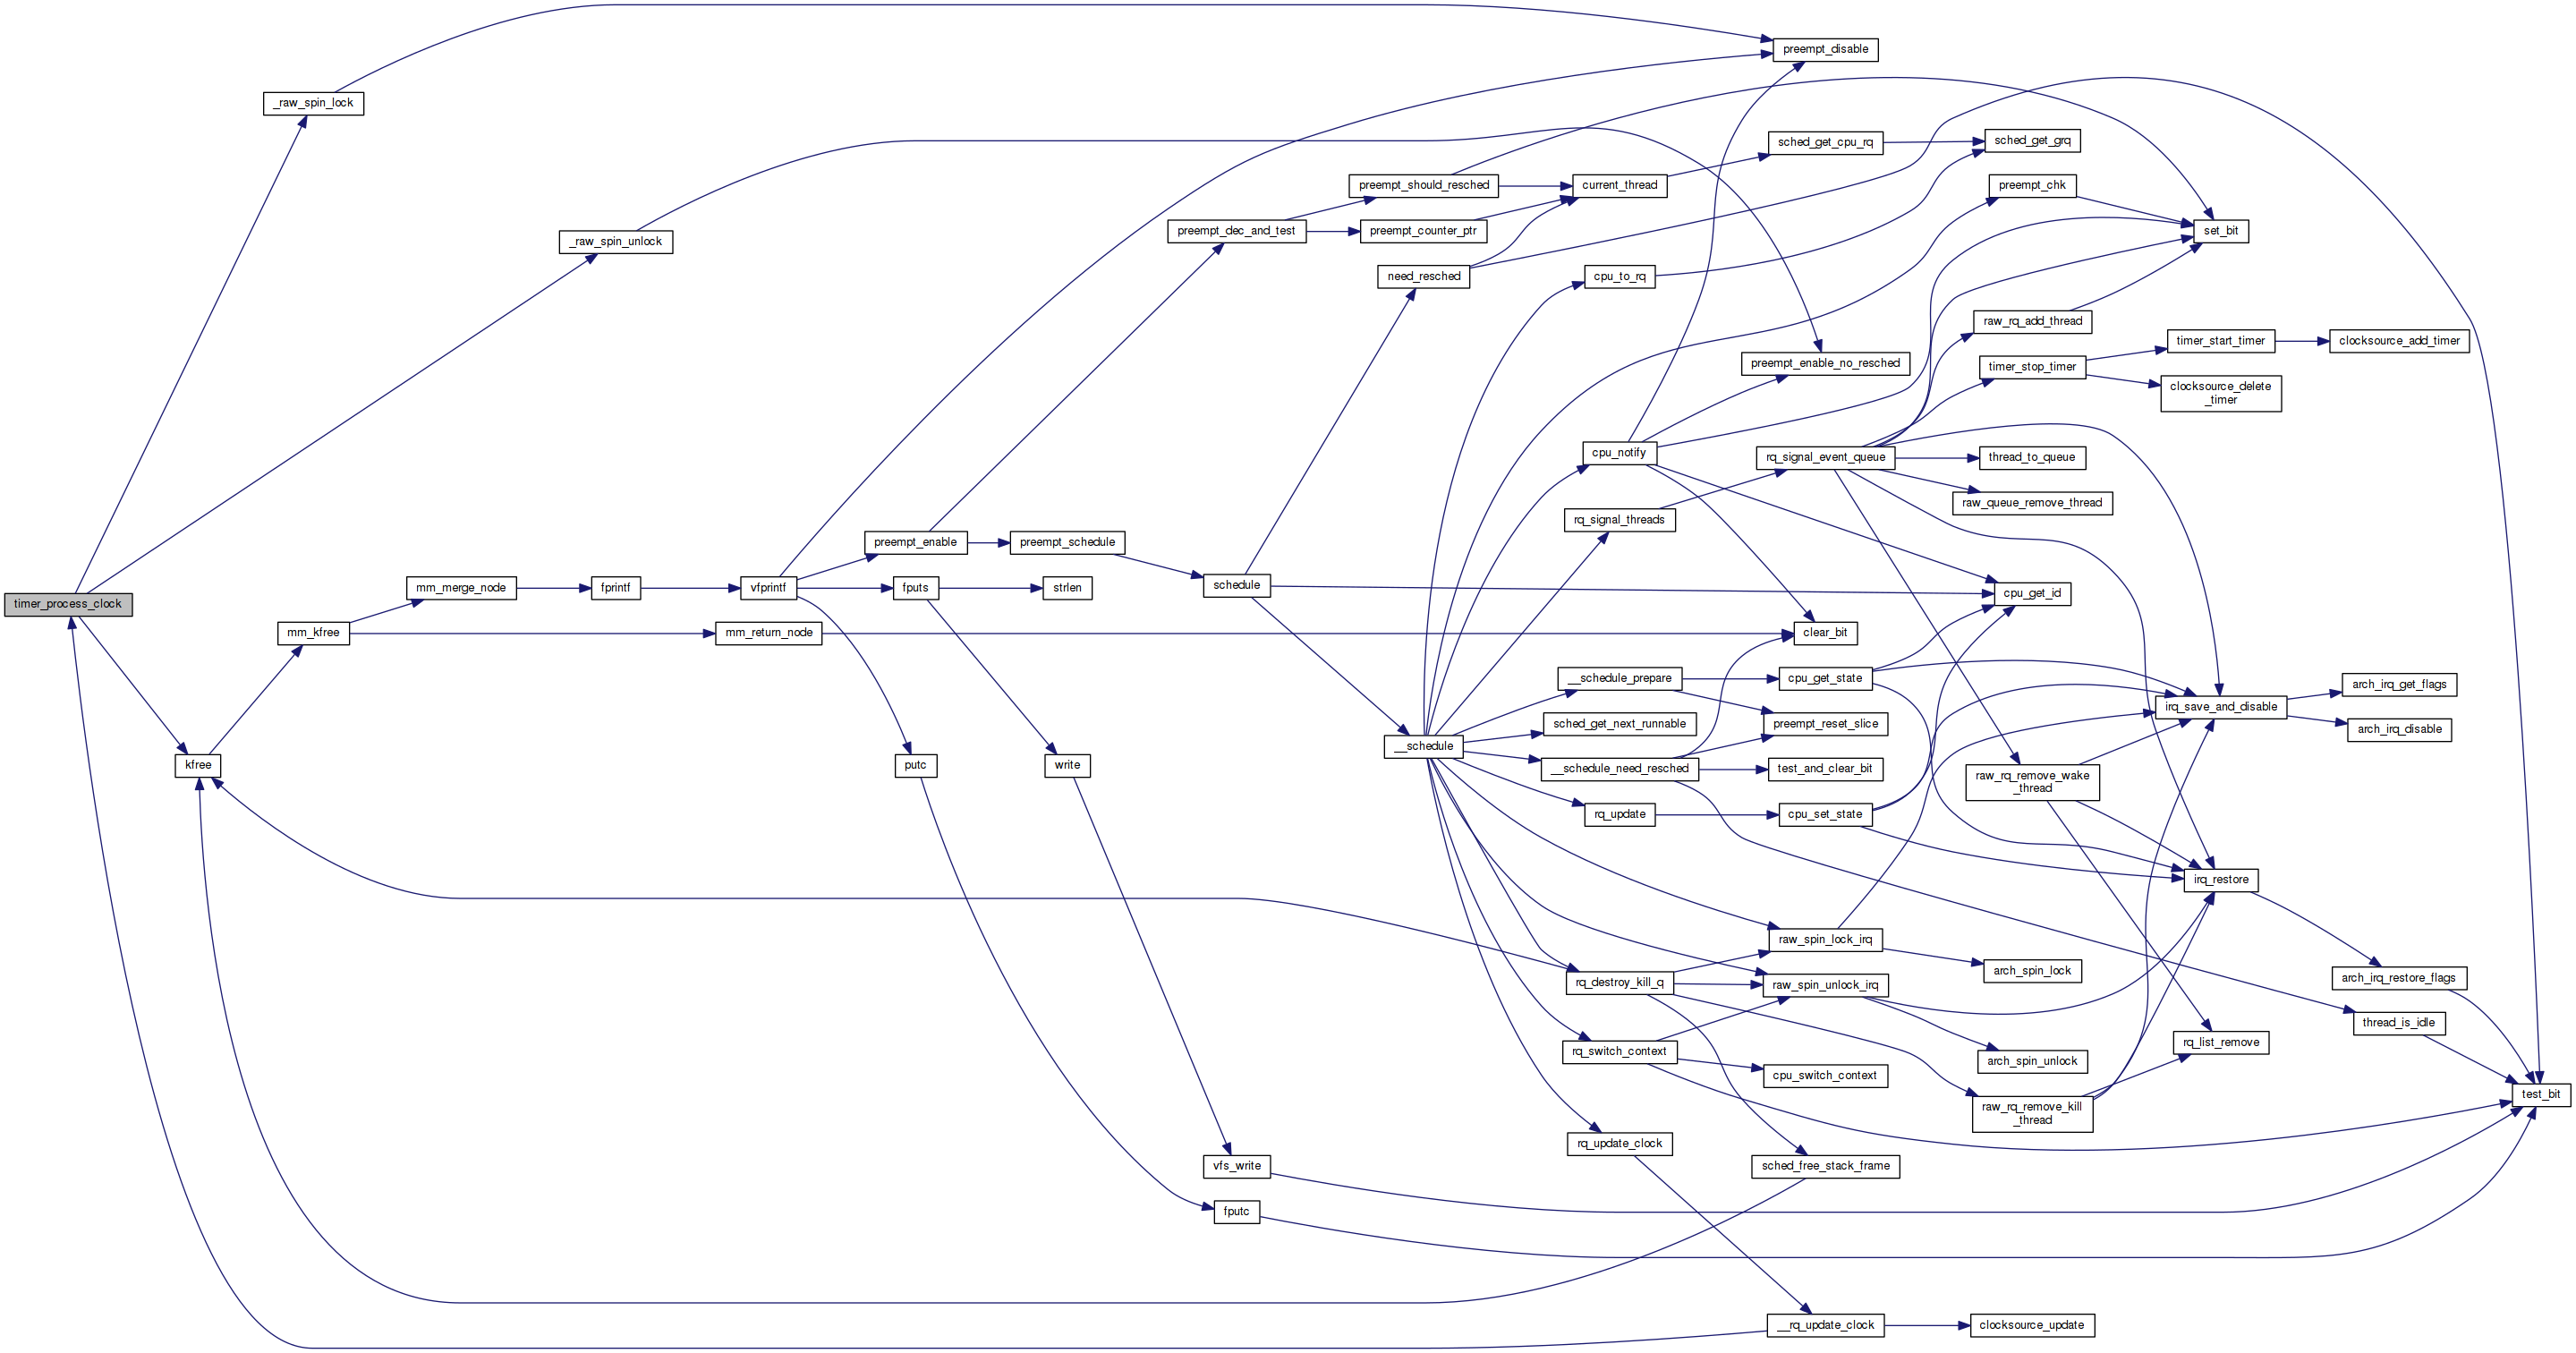 preempt_disable
_raw_spin_lock
sched_get_cpu_rq
sched_get_grq
preempt_should_resched
current_thread
preempt_chk
preempt_dec_and_test
preempt_counter_ptr
set_bit
_raw_spin_unlock
need_resched
cpu_to_rq
raw_rq_add_thread
timer_start_timer
clocksource_add_timer
preempt_enable_no_resched
timer_stop_timer
clocksource_delete
_timer
cpu_notify
rq_signal_event_queue
thread_to_queue
raw_queue_remove_thread
rq_signal_threads
preempt_enable
preempt_schedule
timer_process_clock
mm_merge_node
fprintf
vfprintf
fputs
strlen
schedule
cpu_get_id
mm_kfree
mm_return_node
clear_bit
__schedule_prepare
cpu_get_state
arch_irq_get_flags
irq_save_and_disable
sched_get_next_runnable
preempt_reset_slice
arch_irq_disable
__schedule
kfree
putc
write
__schedule_need_resched
test_and_clear_bit
raw_rq_remove_wake
_thread
rq_update
cpu_set_state
irq_restore
raw_spin_lock_irq
arch_spin_lock
arch_irq_restore_flags
rq_destroy_kill_q
raw_spin_unlock_irq
thread_is_idle
rq_switch_context
arch_spin_unlock
rq_list_remove
cpu_switch_context
test_bit
raw_rq_remove_kill
_thread
rq_update_clock
vfs_write
sched_free_stack_frame
fputc
__rq_update_clock
clocksource_update